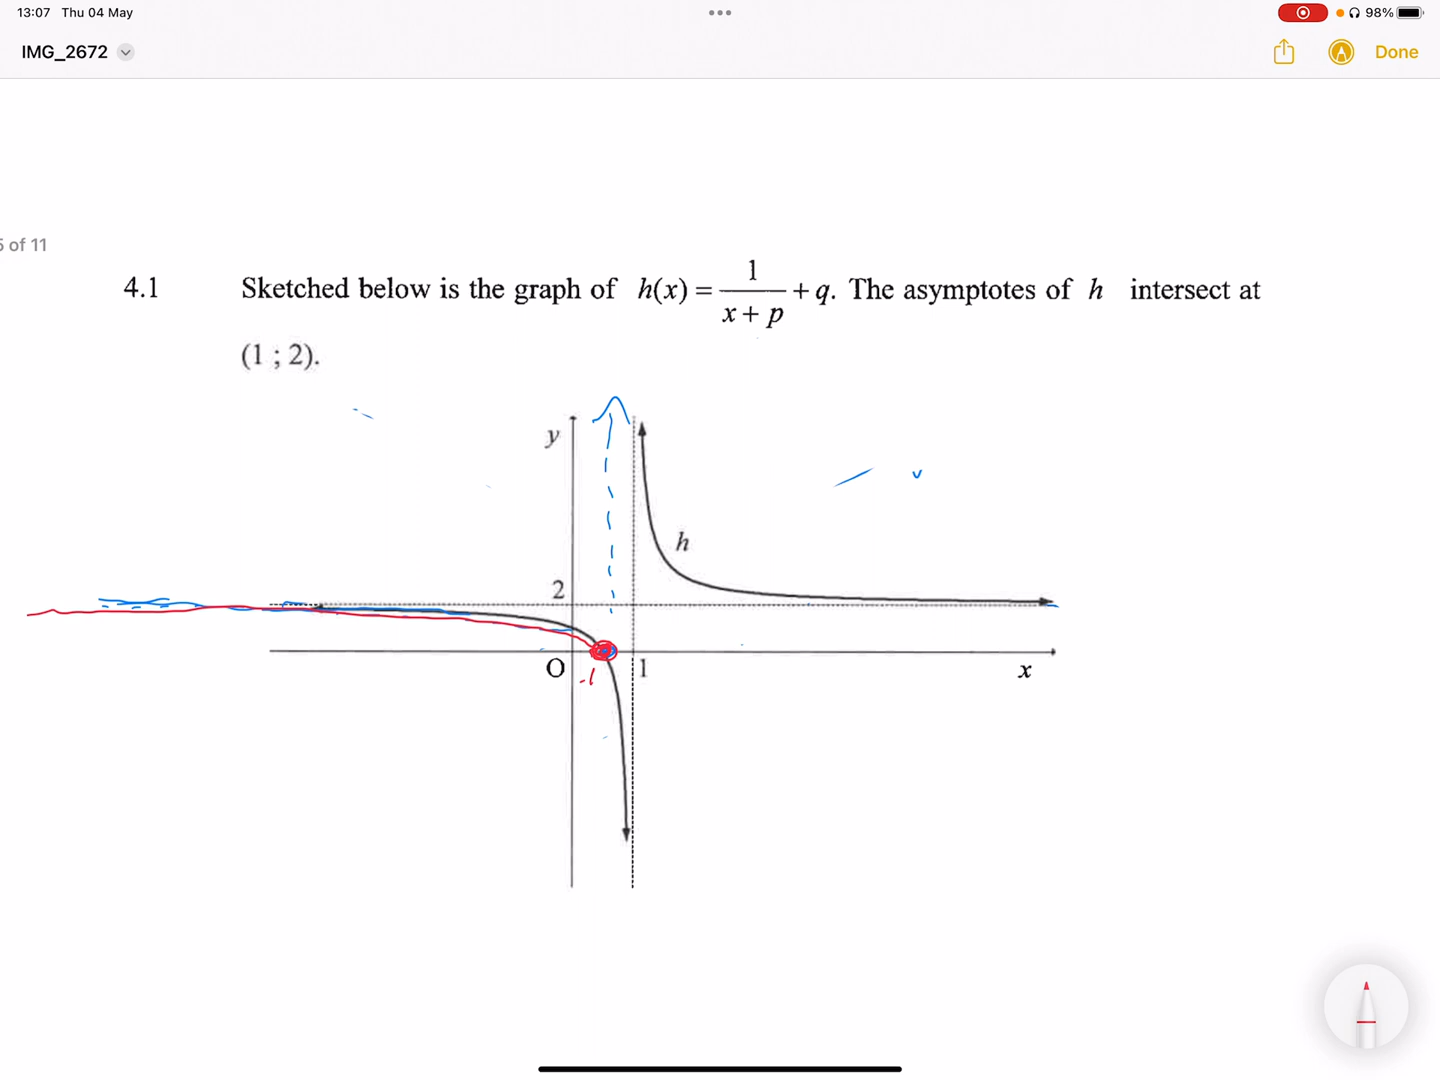 13:07 Thu 04 May
98%
IMG_2672
Done
of 11
4.1 Sketched below is the graph of h(x) = 1/(x + p) + q. The asymptotes of h intersect at
(1 ; 2).
y
h
2
O
-1
1
x